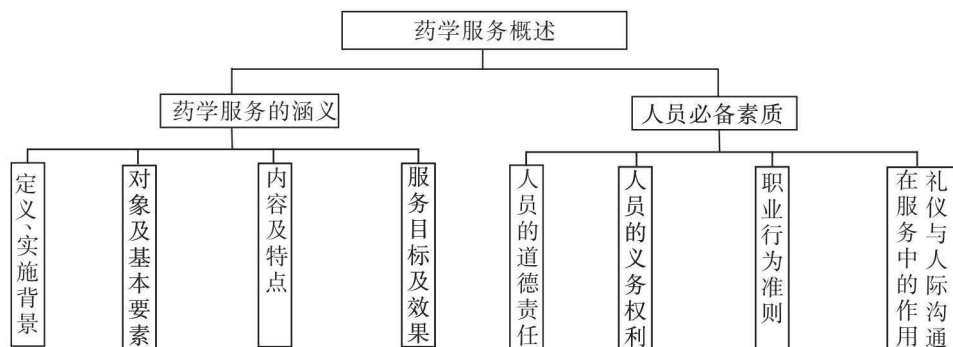 药学服务概述
药学服务的涵义
人员必备素质
定义、实施背景
对象及基本要素
内容及特点
服务目标及效果
人员的道德责任
人员的义务权利
职业行为准则
礼仪与人际沟通
在服务中的作用